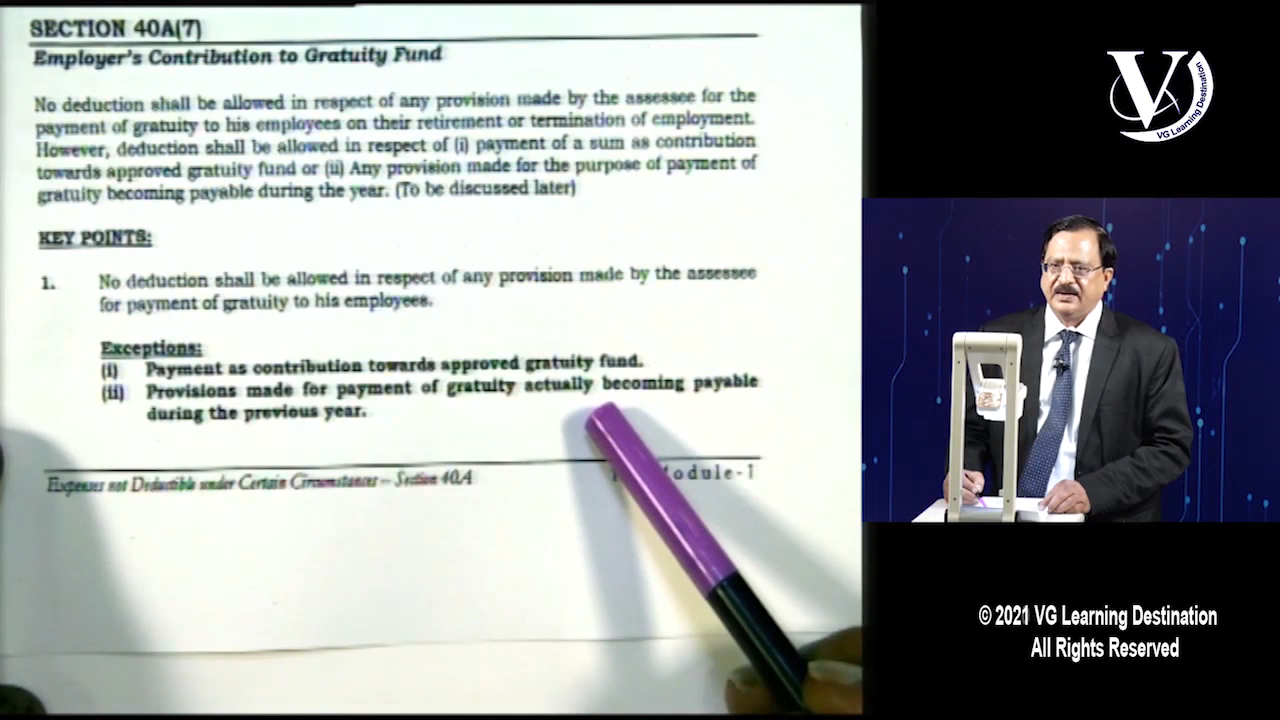 SECTION 40A(7)
Employer's Contribution to Gratuity Fund
No deduction shall be allowed in respect of any provision made by the assessee for the
payment of gratuity to his employees on their retirement or termination of employment.
However, deduction shall be allowed in respect of (i) payment of a sum as contribution
towards approved gratuity fund or (ii) Any provision made for the purpose of payment of
gratuity becoming payable during the year. (To be discussed later)
KEY POINTS:
1. No deduction shall be allowed in respect of any provision made by the assessee
for payment of gratuity to his employees.
Exceptions:
(i) Payment as contribution towards approved gratuity fund.
(ii) Provisions made for payment of gratuity actually becoming payable
during the previous year.
Expenses not Deductible under Certain Circumstances – Section 40A
odule-1
V
VG Learning Destination
© 2021 VG Learning Destination
All Rights Reserved